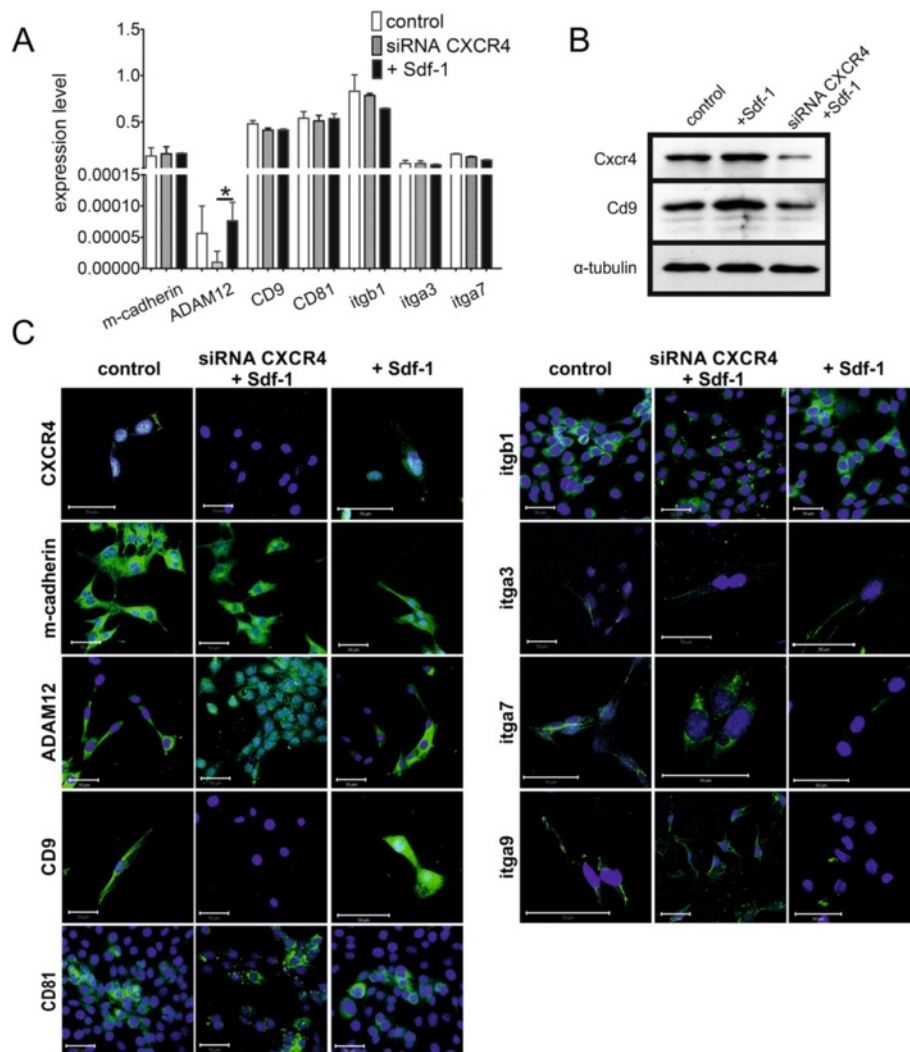 A
control
siRNA CXCR4
+ Sdf-1
expression level
1.5
1.0
0.5
0.00015
0.00010
0.00005
0.00000
*
m-cadherin
ADAM12
CD9
CD81
itgb1
itga3
itga7
B
control
+Sdf-1
siRNA CXCR4
+Sdf-1
Cxcr4
Cd9
α-tubulin
C
control
siRNA CXCR4
+ Sdf-1
+ Sdf-1
CXCR4
m-cadherin
ADAM12
CD9
CD81
control
siRNA CXCR4
+ Sdf-1
+ Sdf-1
itgb1
itga3
itga7
itga9